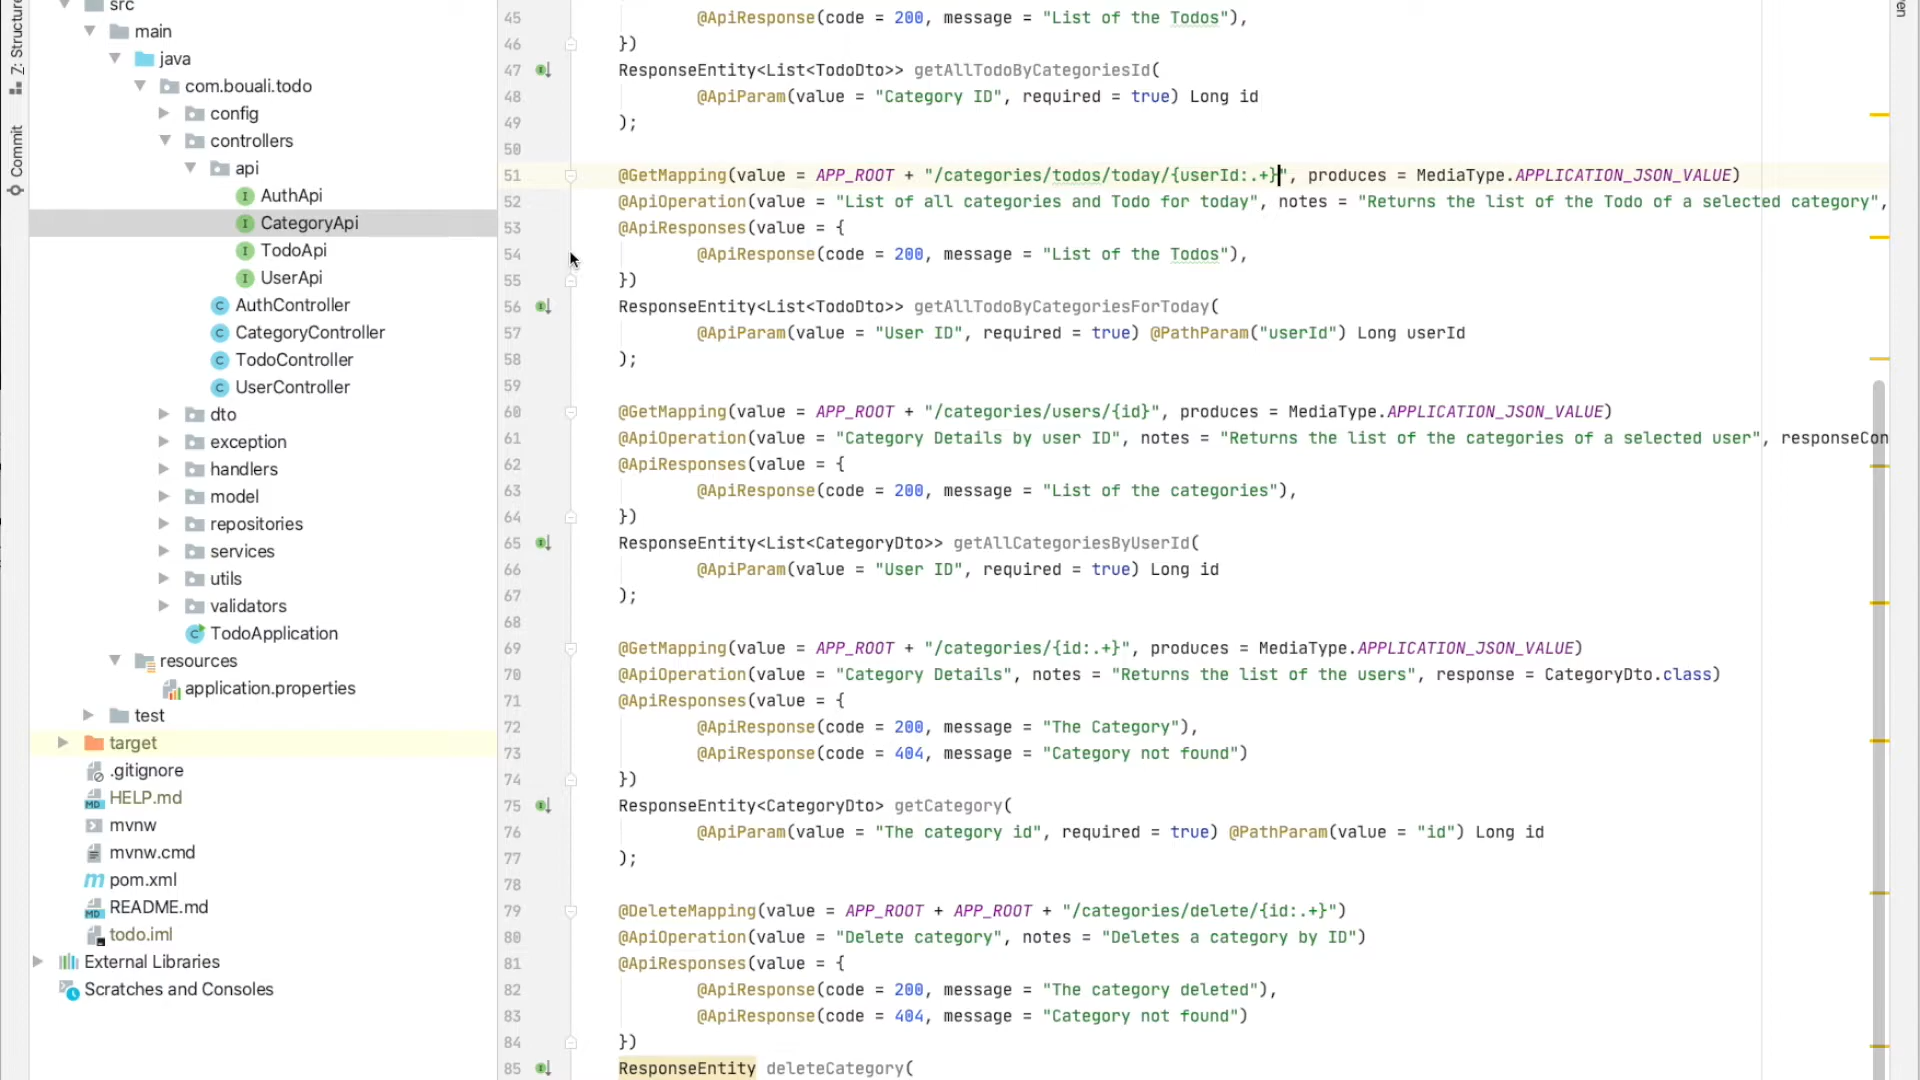 Z: Structure
Commit
src
main
java
com.bouali.todo
config
controllers
api
AuthApi
CategoryApi
TodoApi
UserApi
AuthController
CategoryController
TodoController
UserController
dto
exception
handlers
model
repositories
services
utils
validators
TodoApplication
resources
application.properties
test
target
.gitignore
HELP.md
mvnw
mvnw.cmd
pom.xml
README.md
todo.iml
External Libraries
Scratches and Consoles
45 @ApiResponse(code = 200, message = "List of the Todos"),
46 })
47 ResponseEntity<List<TodoDto>> getAllTodoByCategoriesId(
48 @ApiParam(value = "Category ID", required = true) Long id
49 );
50
51 @GetMapping(value = APP_ROOT + "/categories/todos/today/{userId:.+}", produces = MediaType.APPLICATION_JSON_VALUE)
52 @ApiOperation(value = "List of all categories and Todo for today", notes = "Returns the list of the Todo of a selected category",
53 @ApiResponses(value = {
54 @ApiResponse(code = 200, message = "List of the Todos"),
55 })
56 ResponseEntity<List<TodoDto>> getAllTodoByCategoriesForToday(
57 @ApiParam(value = "User ID", required = true) @PathParam("userId") Long userId
58 );
59
60 @GetMapping(value = APP_ROOT + "/categories/users/{id}", produces = MediaType.APPLICATION_JSON_VALUE)
61 @ApiOperation(value = "Category Details by user ID", notes = "Returns the list of the categories of a selected user", responseCon
62 @ApiResponses(value = {
63 @ApiResponse(code = 200, message = "List of the categories"),
64 })
65 ResponseEntity<List<CategoryDto>> getAllCategoriesByUserId(
66 @ApiParam(value = "User ID", required = true) Long id
67 );
68
69 @GetMapping(value = APP_ROOT + "/categories/{id:.+}", produces = MediaType.APPLICATION_JSON_VALUE)
70 @ApiOperation(value = "Category Details", notes = "Returns the list of the users", response = CategoryDto.class)
71 @ApiResponses(value = {
72 @ApiResponse(code = 200, message = "The Category"),
73 @ApiResponse(code = 404, message = "Category not found")
74 })
75 ResponseEntity<CategoryDto> getCategory(
76 @ApiParam(value = "The category id", required = true) @PathParam(value = "id") Long id
77 );
78
79 @DeleteMapping(value = APP_ROOT + APP_ROOT + "/categories/delete/{id:.+}")
80 @ApiOperation(value = "Delete category", notes = "Deletes a category by ID")
81 @ApiResponses(value = {
82 @ApiResponse(code = 200, message = "The category deleted"),
83 @ApiResponse(code = 404, message = "Category not found")
84 })
85 ResponseEntity deleteCategory(